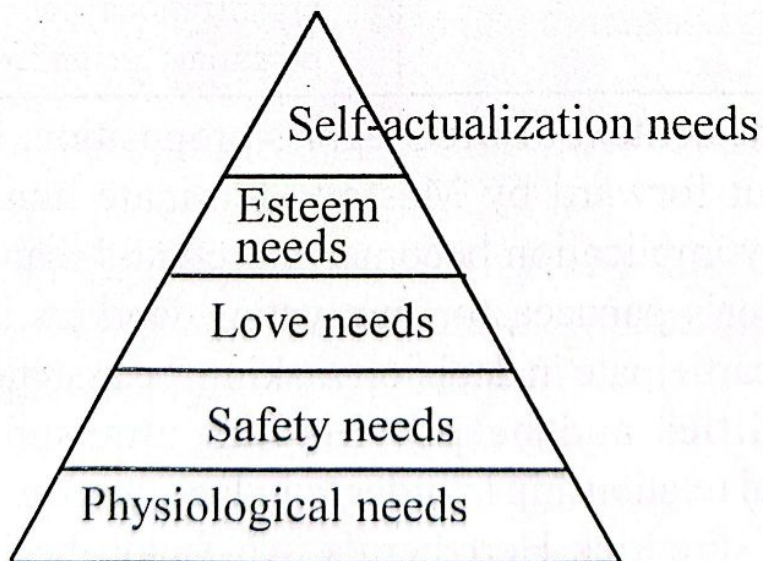 Self-actualization needs
Esteem
needs
Love needs
Safety needs
Physiological needs